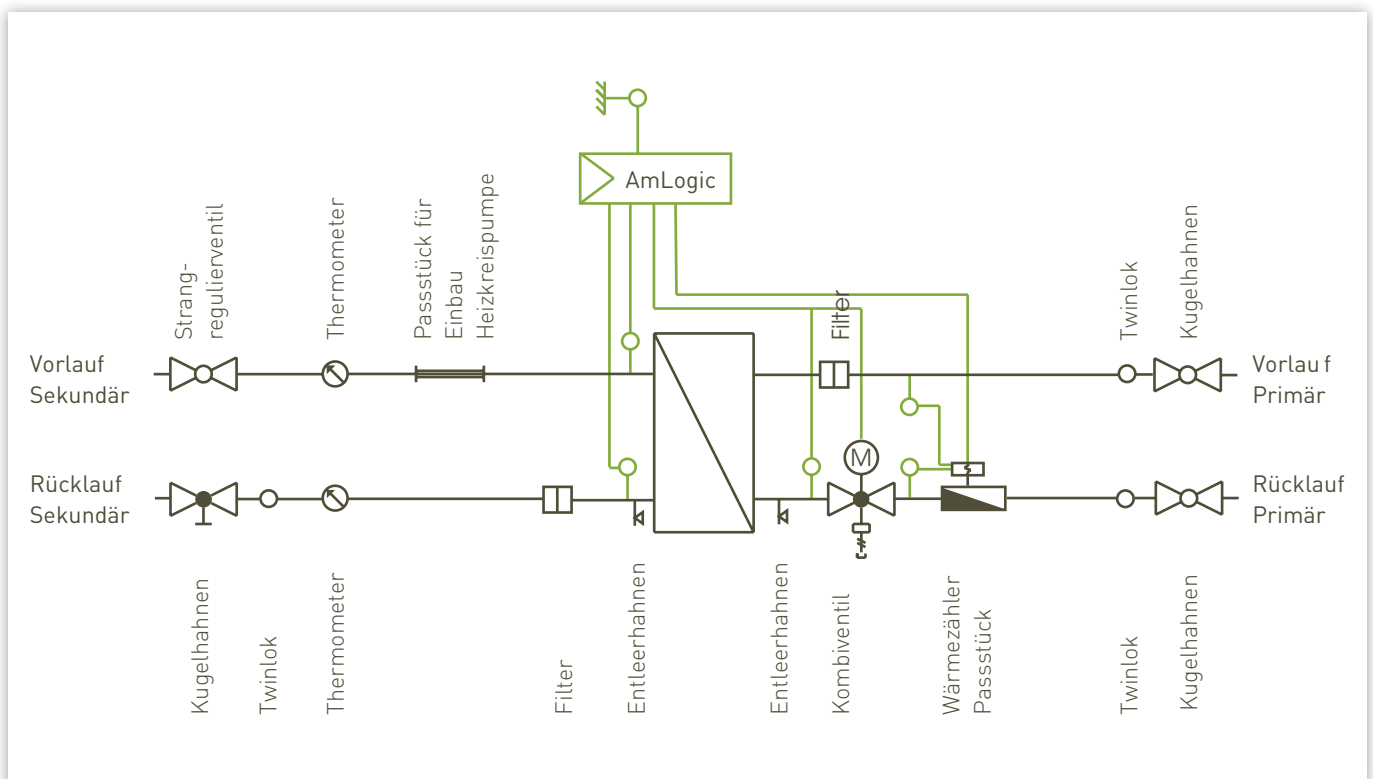 AmLogic
Strang-
regulierventil
Thermometer
Passstück für
Einbau
Heizkreispumpe
Filter
Twinlok
Kugelhahnen
Vorlauf
Sekundär
Vorlauf
Primär
M
Rücklauf
Sekundär
Rücklauf
Primär
Kugelhahnen
Twinlok
Thermometer
Filter
Entleerhahnen
Entleerhahnen
Kombiventil
Wärmezähler
Passstück
Twinlok
Kugelhahnen